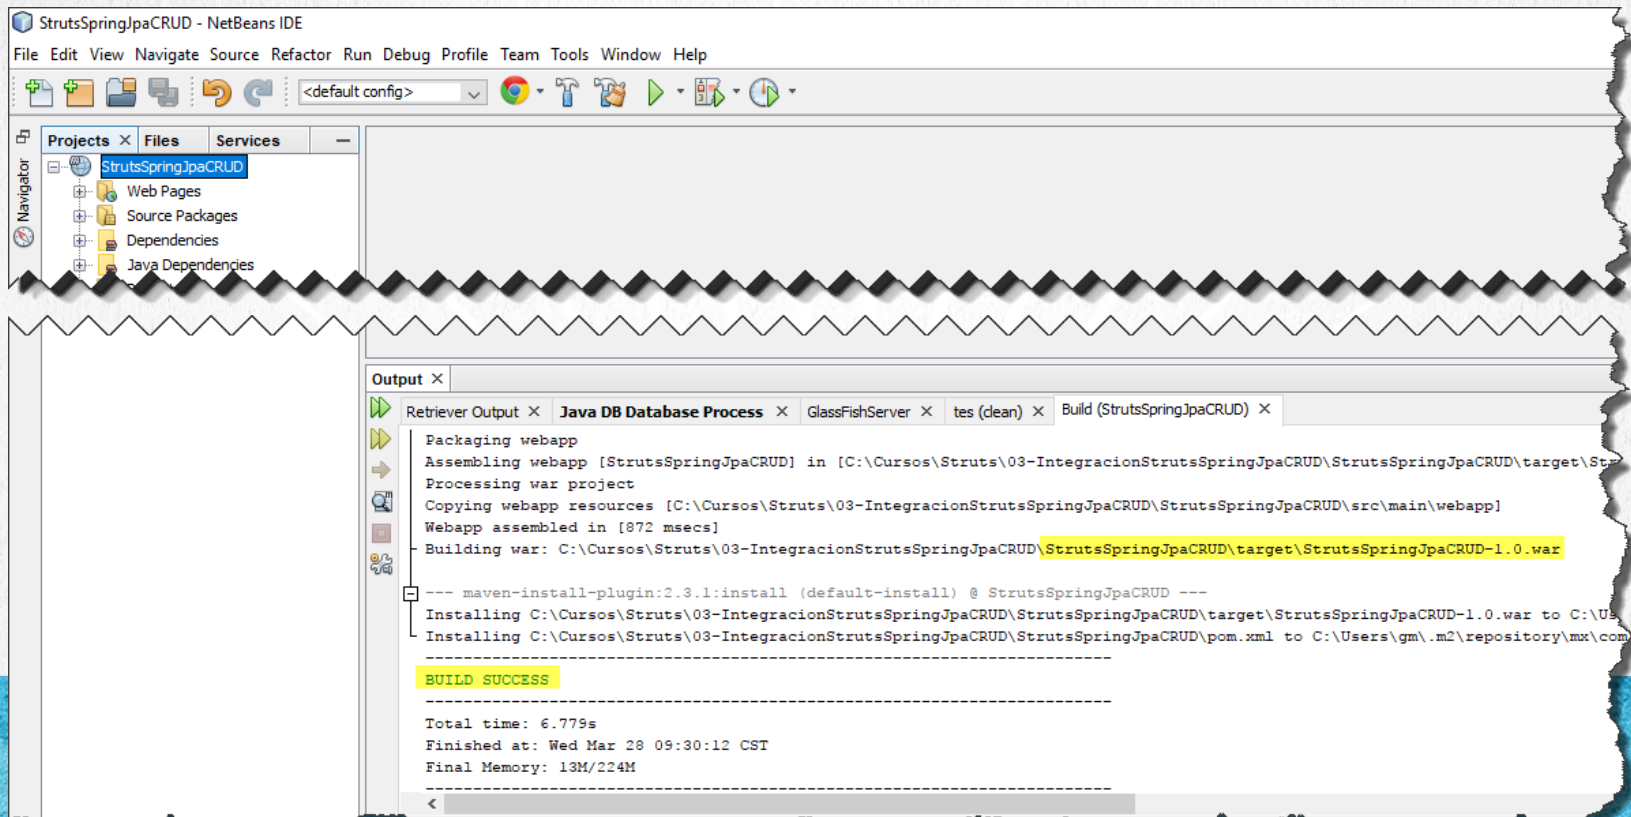 StrutsSpringJpaCRUD - NetBeans IDE
File Edit View Navigate Source Refactor Run Debug Profile Team Tools Window Help
<default config>
Projects Files Services
Navigator
StrutsSpringJpaCRUD
Web Pages
Source Packages
Dependencies
Java Dependencies
Output
Retriever Output Java DB Database Process GlassFishServer tes (clean) Build (StrutsSpringJpaCRUD)
Packaging webapp
Assembling webapp [StrutsSpringJpaCRUD] in [C:\Cursos\Struts\03-IntegracionStrutsSpringJpaCRUD\StrutsSpringJpaCRUD\target\Str
Processing war project
Copying webapp resources [C:\Cursos\Struts\03-IntegracionStrutsSpringJpaCRUD\StrutsSpringJpaCRUD\src\main\webapp]
Webapp assembled in [872 msecs]
Building war: C:\Cursos\Struts\03-IntegracionStrutsSpringJpaCRUD\StrutsSpringJpaCRUD\target\StrutsSpringJpaCRUD-1.0.war
--- maven-install-plugin:2.3.1:install (default-install) @ StrutsSpringJpaCRUD ---
Installing C:\Cursos\Struts\03-IntegracionStrutsSpringJpaCRUD\StrutsSpringJpaCRUD\target\StrutsSpringJpaCRUD-1.0.war to C:\Us
Installing C:\Cursos\Struts\03-IntegracionStrutsSpringJpaCRUD\StrutsSpringJpaCRUD\pom.xml to C:\Users\gm\.m2\repository\mx\com
------------------------------------------------------------------------
BUILD SUCCESS
------------------------------------------------------------------------
Total time: 6.779s
Finished at: Wed Mar 28 09:30:12 CST
Final Memory: 13M/224M
------------------------------------------------------------------------